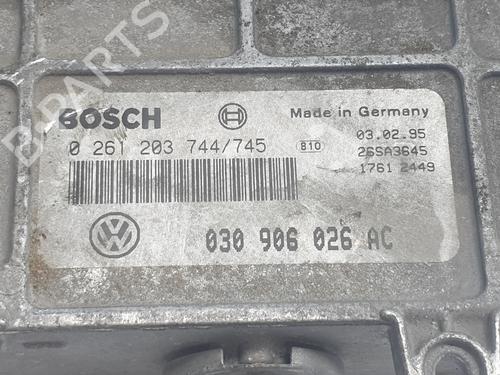 B-PARTS
BOSCH
Made in Germany
0 261 203 744/745
810
03.02.95
26SA3645
1761 2449
030 906 026 AC